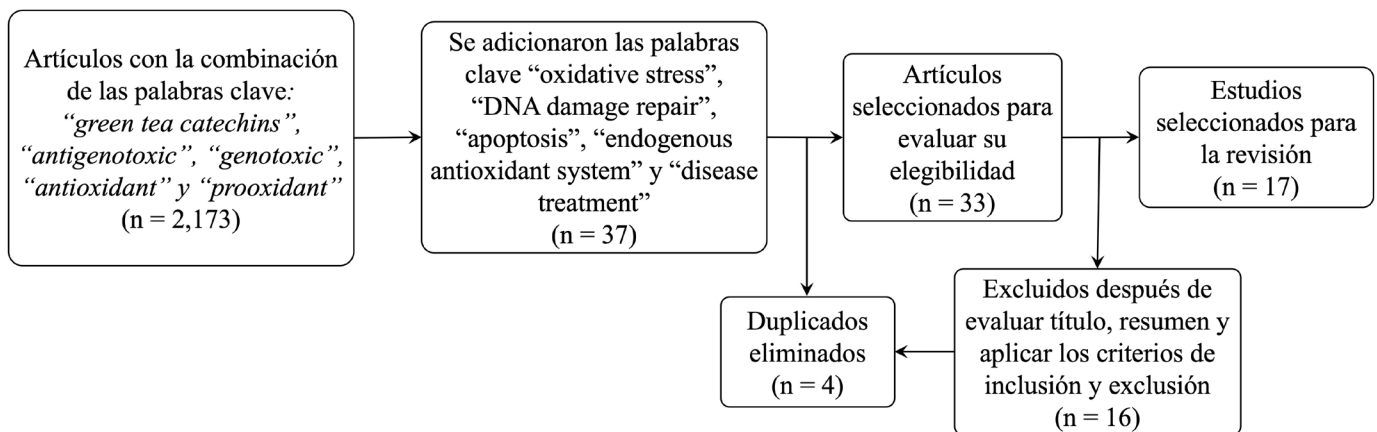 Artículos con la combinación
de las palabras clave:
“green tea catechins”,
“antigenotoxic”, “genotoxic”,
“antioxidant” y “prooxidant”
(n = 2,173)
Se adicionaron las palabras
clave “oxidative stress”,
“DNA damage repair”,
“apoptosis”, “endogenous
antioxidant system” y “disease
treatment”
(n = 37)
Artículos
seleccionados para
evaluar su
elegibilidad
(n = 33)
Estudios
seleccionados para
la revisión
(n = 17)
Duplicados
eliminados
(n = 4)
Excluidos después de
evaluar título, resumen y
aplicar los criterios de
inclusión y exclusión
(n = 16)